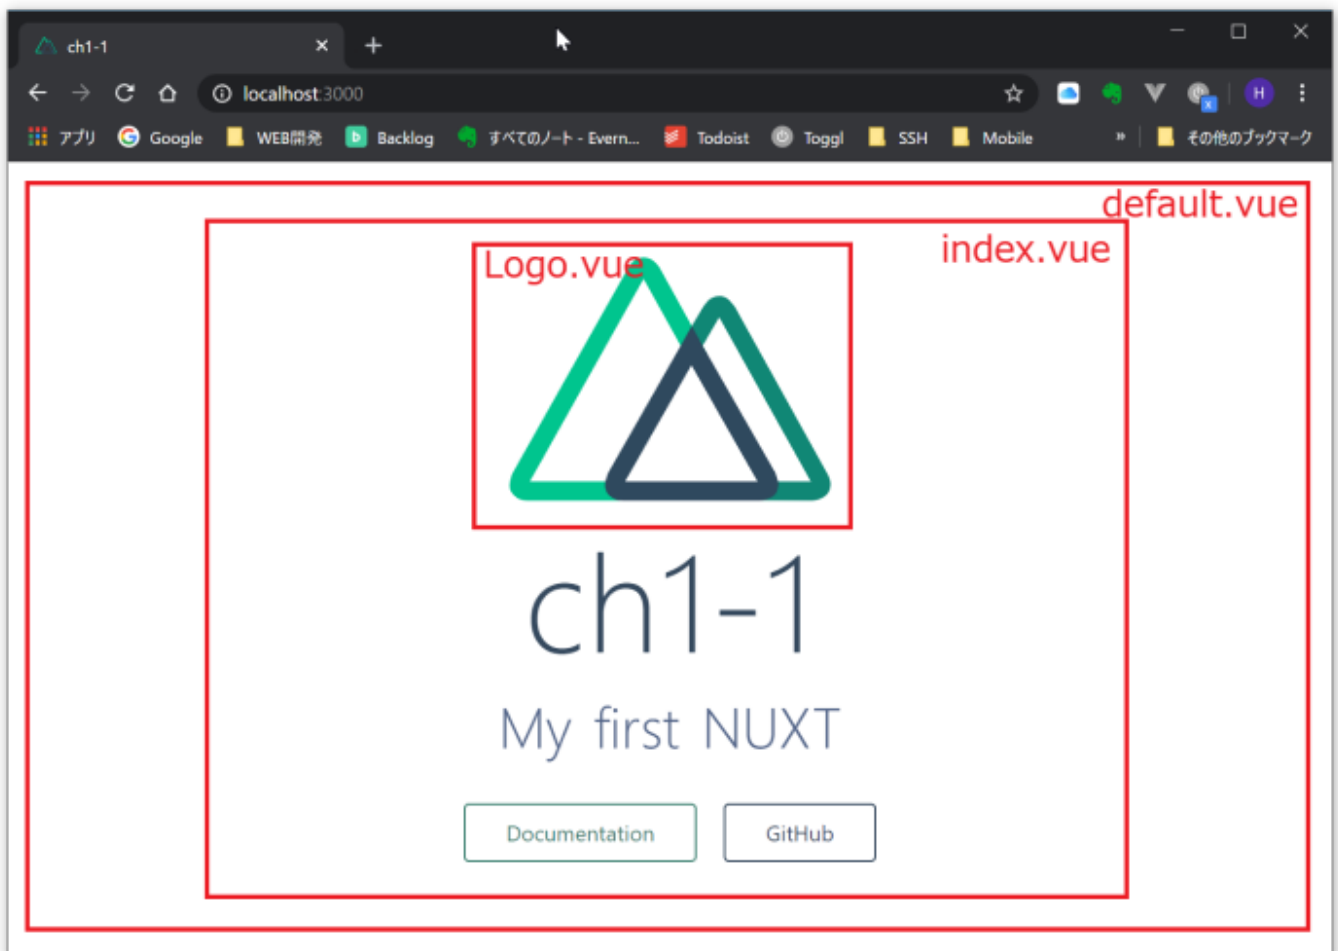 ch1-1
localhost:3000
アプリ Google WEB開発 Backlog すべてのノート - Evern... Todoist Toggl SSH Mobile » その他のブックマーク
default.vue
index.vue
Logo.vue
ch1-1
My first NUXT
Documentation GitHub